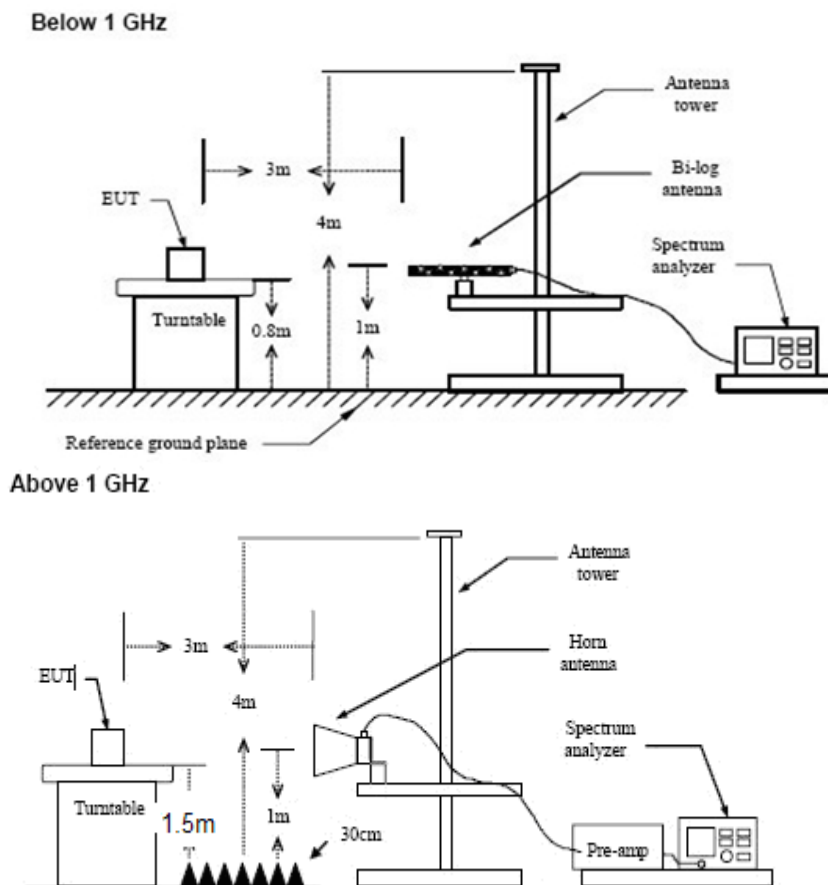 Below 1 GHz
Antenna
tower
3m
Bi-log
antenna
EUT
4m
Spectrum
analyzer
Turntable
0.8m
1m
Reference ground plane
Above 1 GHz
Antenna
tower
3m
Horn
antenna
EUT
4m
Spectrum
analyzer
Turntable
1.5m
1m
30cm
Pre-amp